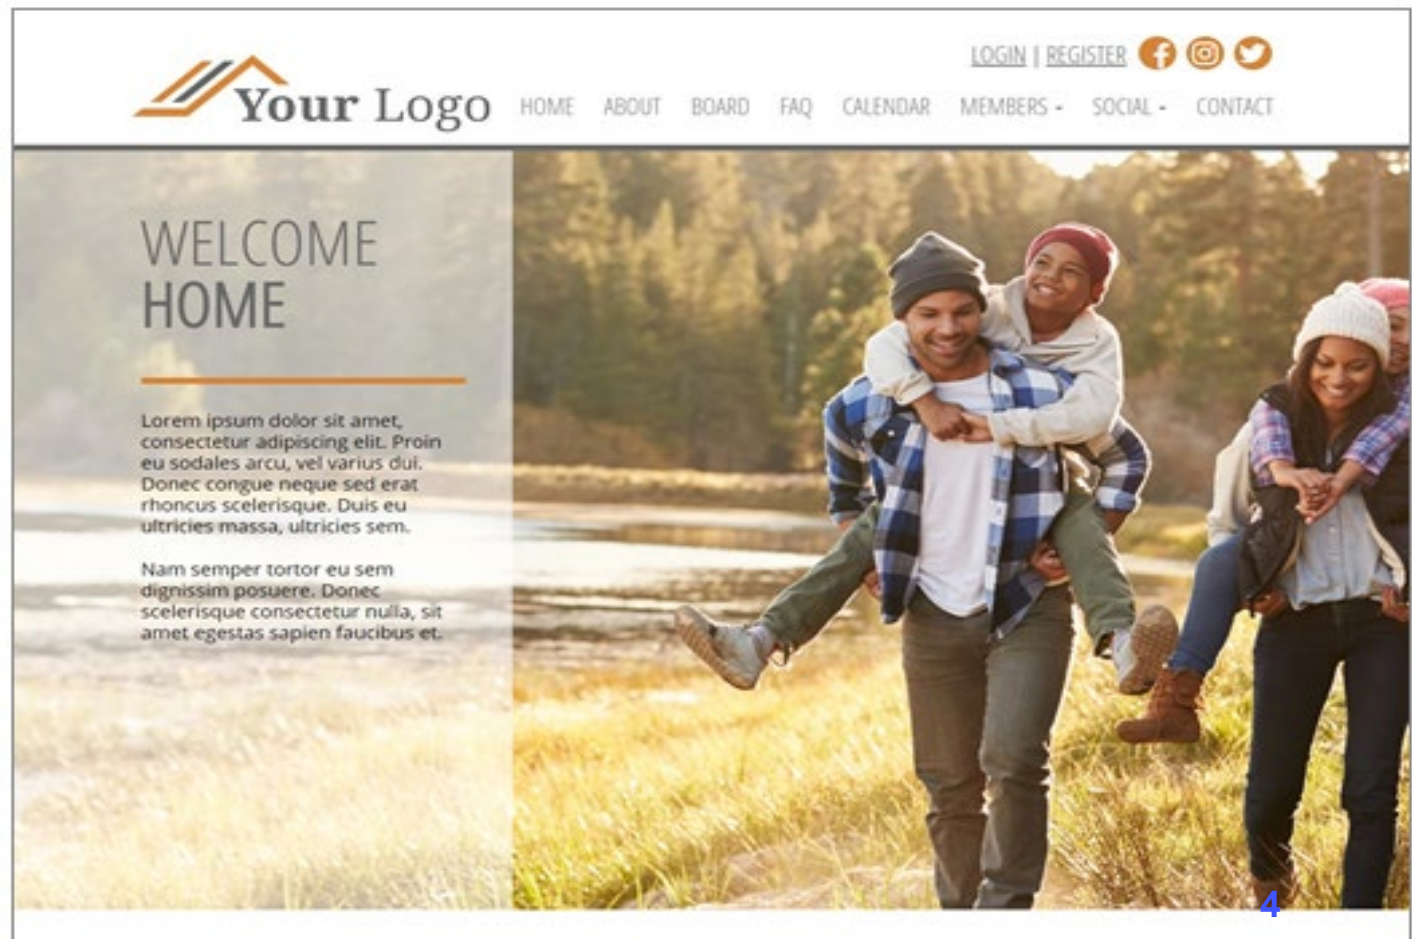 LOGIN | REGISTER
Your Logo
HOME ABOUT BOARD FAQ CALENDAR MEMBERS SOCIAL CONTACT
WELCOME
HOME
Lorem ipsum dolor sit amet,
consectetur adipiscing elit. Proin
eu sodales arcu, vel varius dui.
Donec congue neque sed erat
rhoncus scelerisque. Duis eu
ultricies massa, ultricies sem.
Nam semper tortor eu sem
dignissim posuere. Donec
scelerisque consectetur nulla, sit
amet egestas sapien faucibus et.
4